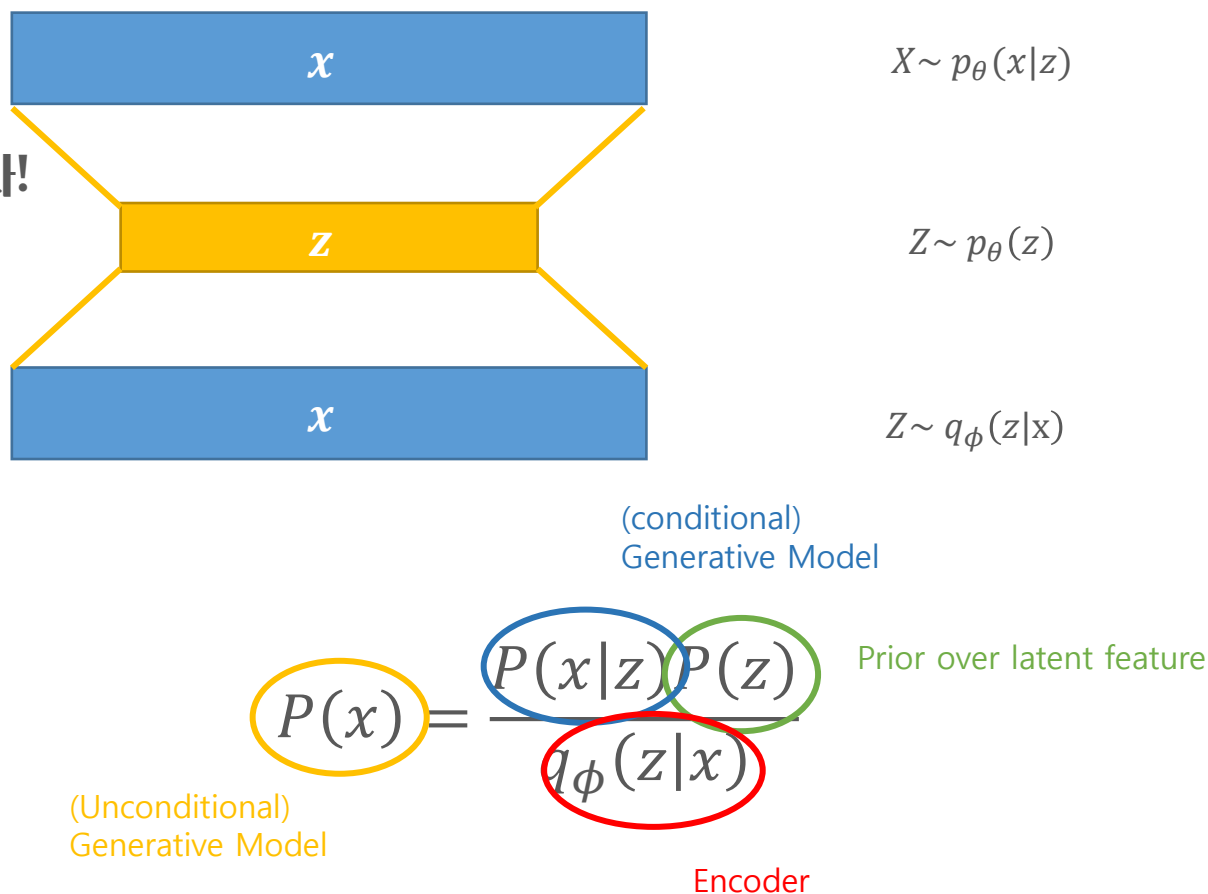 x
X~ pθ(x|z)
!
z
Z~ pθ(z)
x
Z~ qϕ(z|x)
(conditional)
Generative Model
P(x|z)P(z)
Prior over latent feature
P(x) =
qϕ(z|x)
(Unconditional)
Generative Model
Encoder